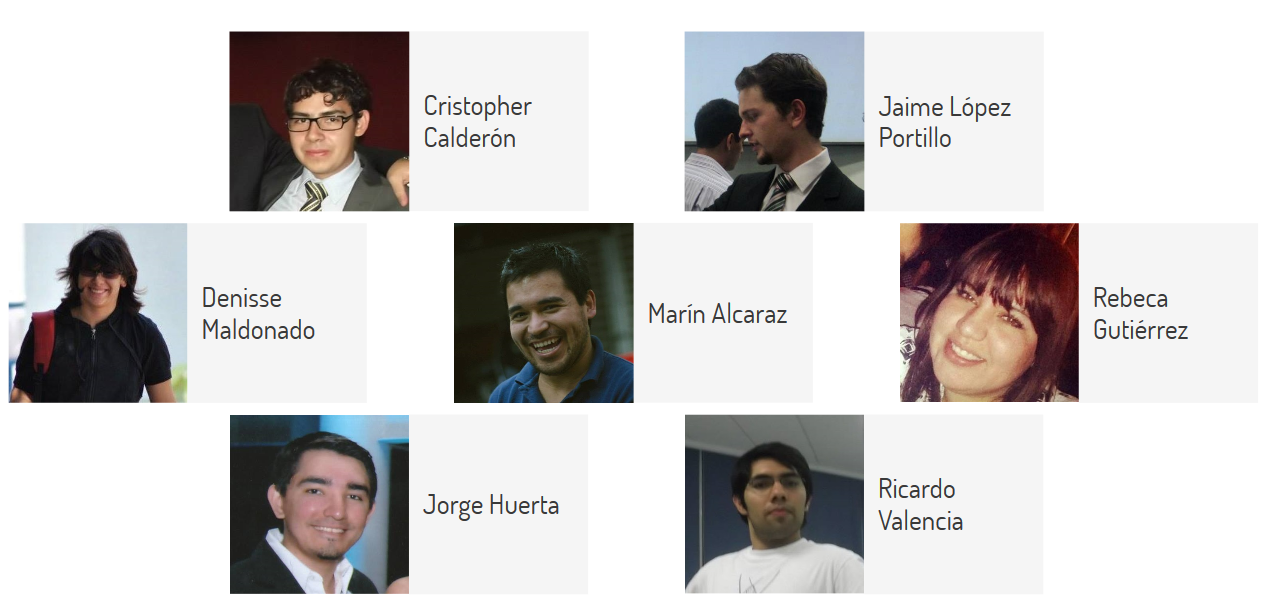 Cristopher
Calderón
Jaime López
Portillo
Denisse
Maldonado
Marín Alcaraz
Rebeca
Gutiérrez
Jorge Huerta
Ricardo
Valencia